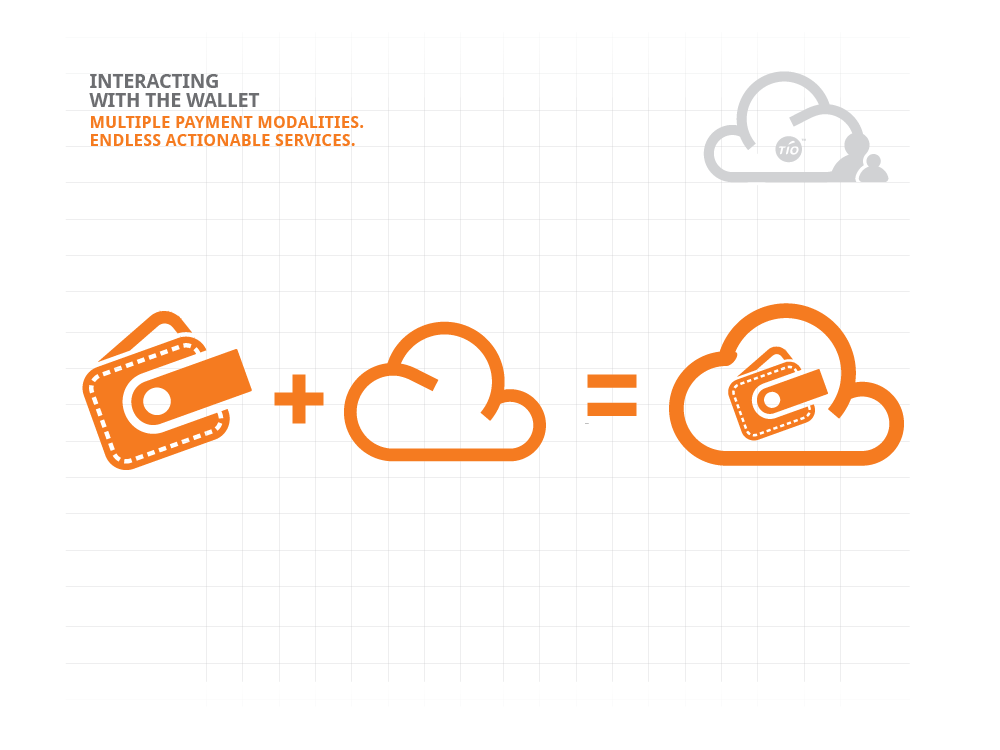 INTERACTING
WITH THE WALLET
MULTIPLE PAYMENT MODALITIES.
ENDLESS ACTIONABLE SERVICES.
TIO